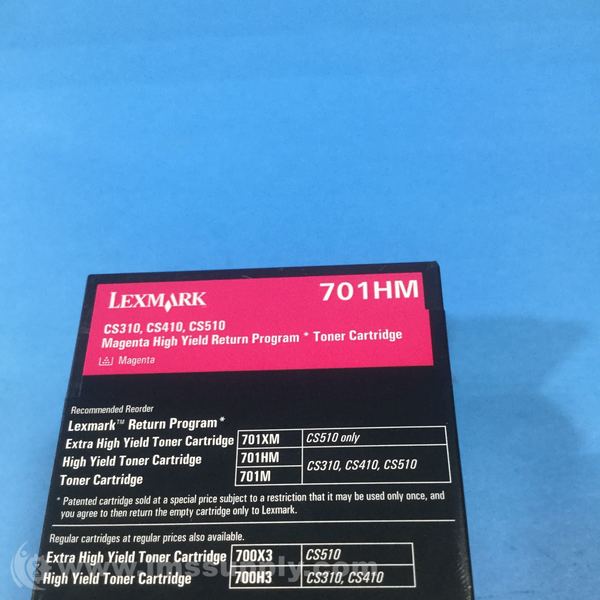 LEXMARK 701HM
CS310, CS410, CS510
Magenta High Yield Return Program * Toner Cartridge
Magenta
Recommended Reorder
Lexmark™ Return Program*
Extra High Yield Toner Cartridge 701XM CS510 only
High Yield Toner Cartridge 701HM CS310, CS410, CS510
Toner Cartridge 701M
* Patented cartridge sold at a special price subject to a restriction that it may be used only once, and
you agree to then return the empty cartridge only to Lexmark.
Regular cartridges at regular prices also available.
Extra High Yield Toner Cartridge 700X3 CS510
High Yield Toner Cartridge 700H3 CS310, CS410
www.imssupply.com